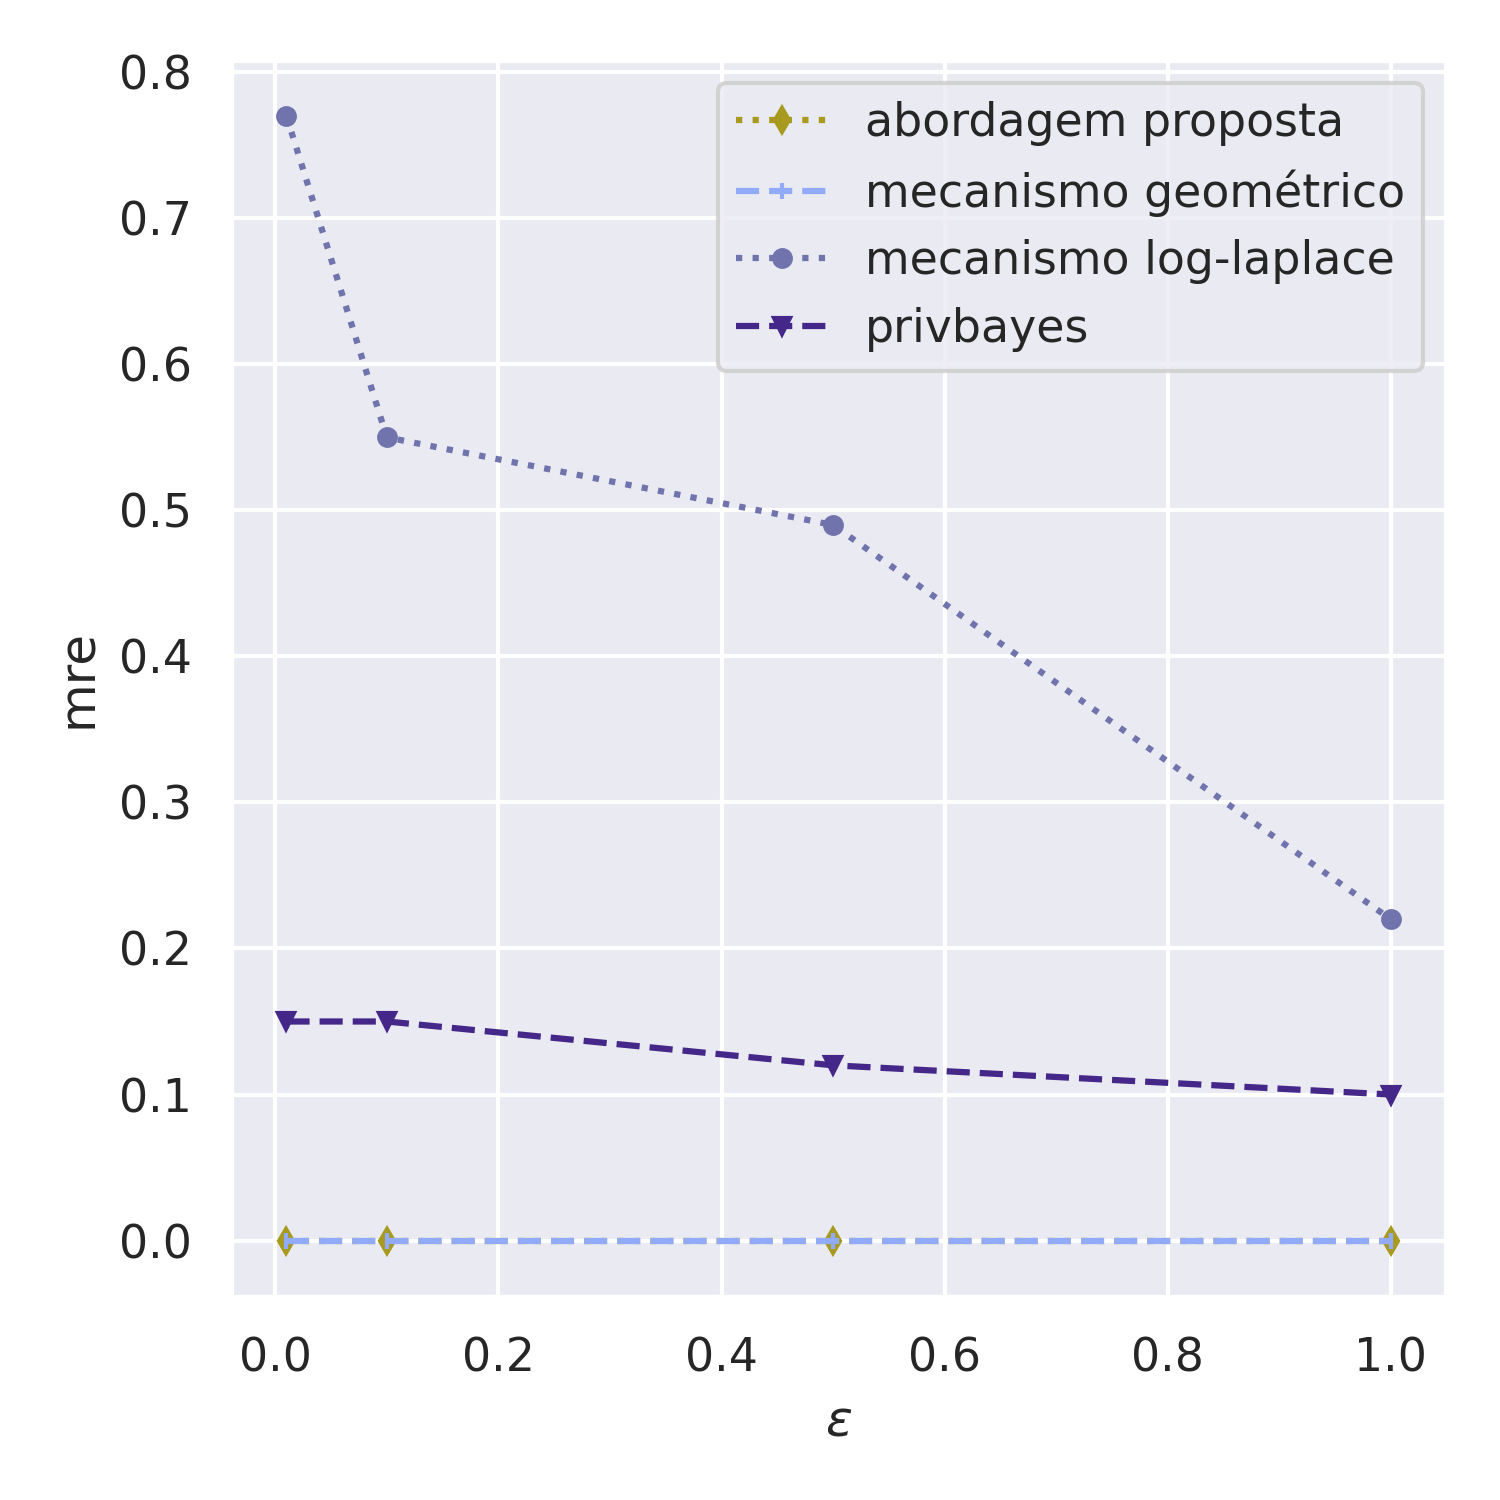 0.8
0.7
0.6
0.5
0.4
0.3
0.2
0.1
0.0
mre
abordagem proposta
mecanismo geométrico
mecanismo log-laplace
privbayes
0.0 0.2 0.4 0.6 0.8 1.0
ε